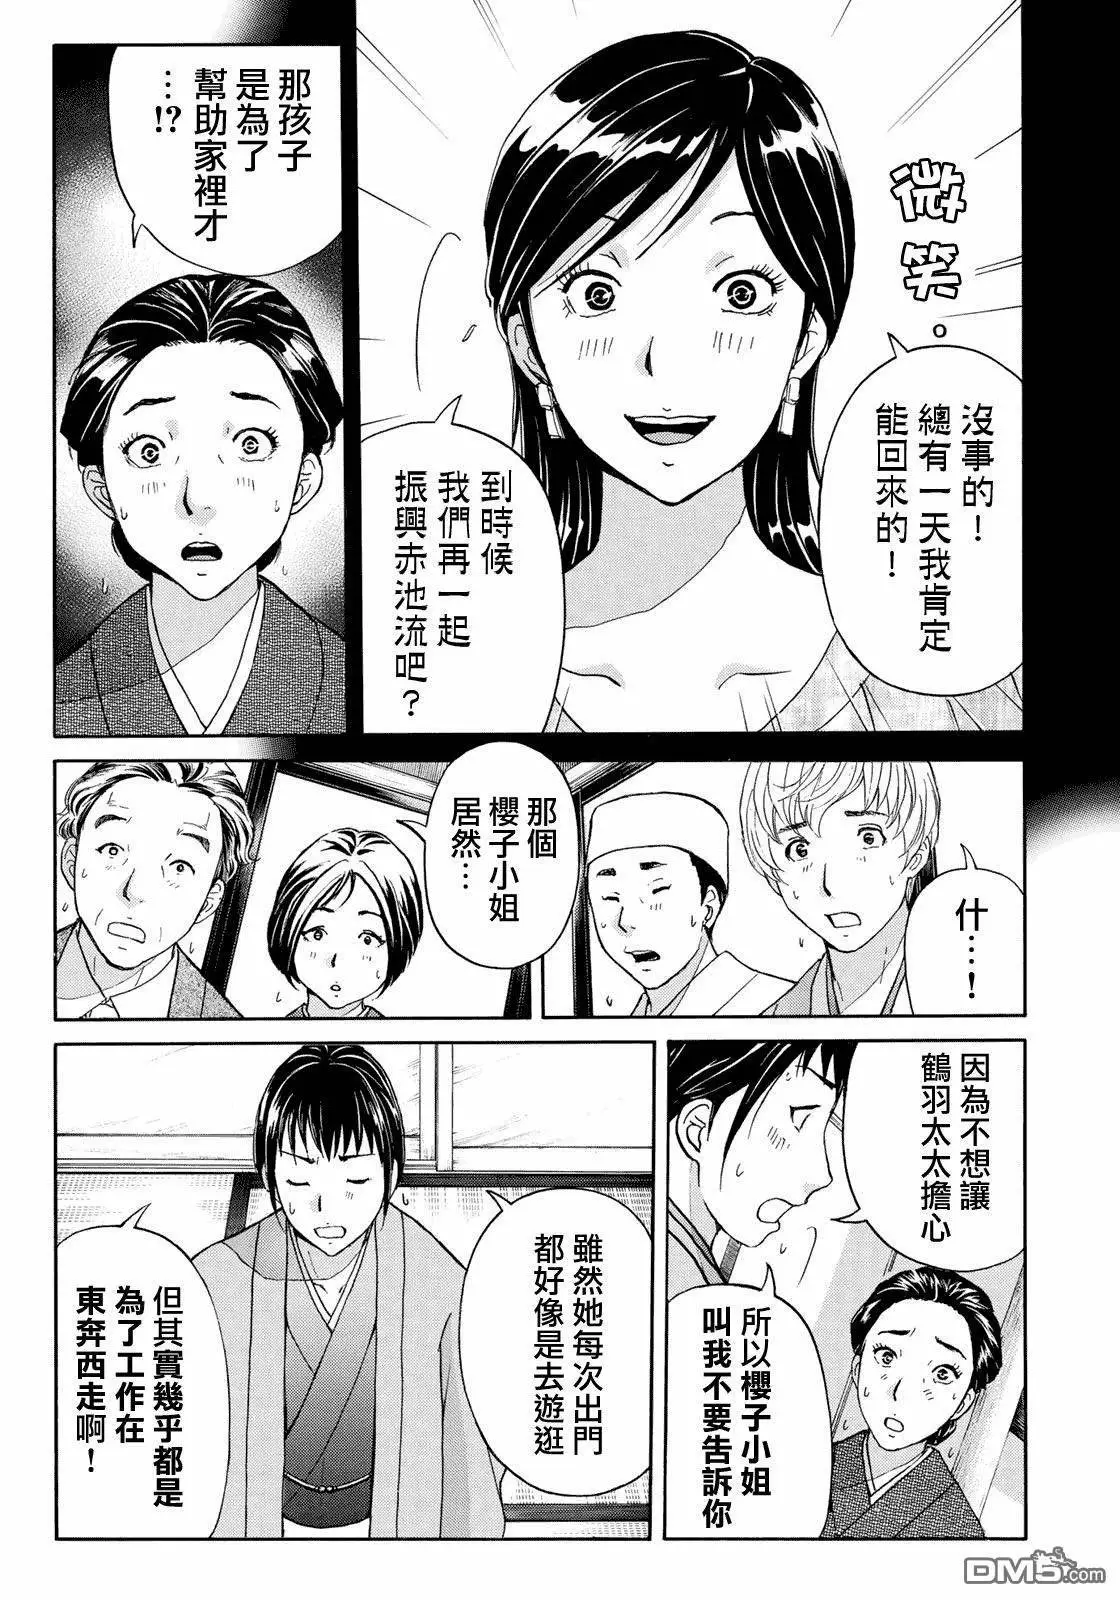 微笑。
沒事的！
總有一天我肯定
能回來的！
到時候
我們再一起
振興赤池流吧？
那孩子
是為了
幫助家裡才
…!?
什…！
那個
櫻子小姐
居然…
因為不想讓
鶴羽太太擔心
所以櫻子小姐
叫我不要告訴你
雖然她每次出門
都好像是去遊逛
但其實幾乎都是
為了工作在
東奔西走啊！
DM5.com